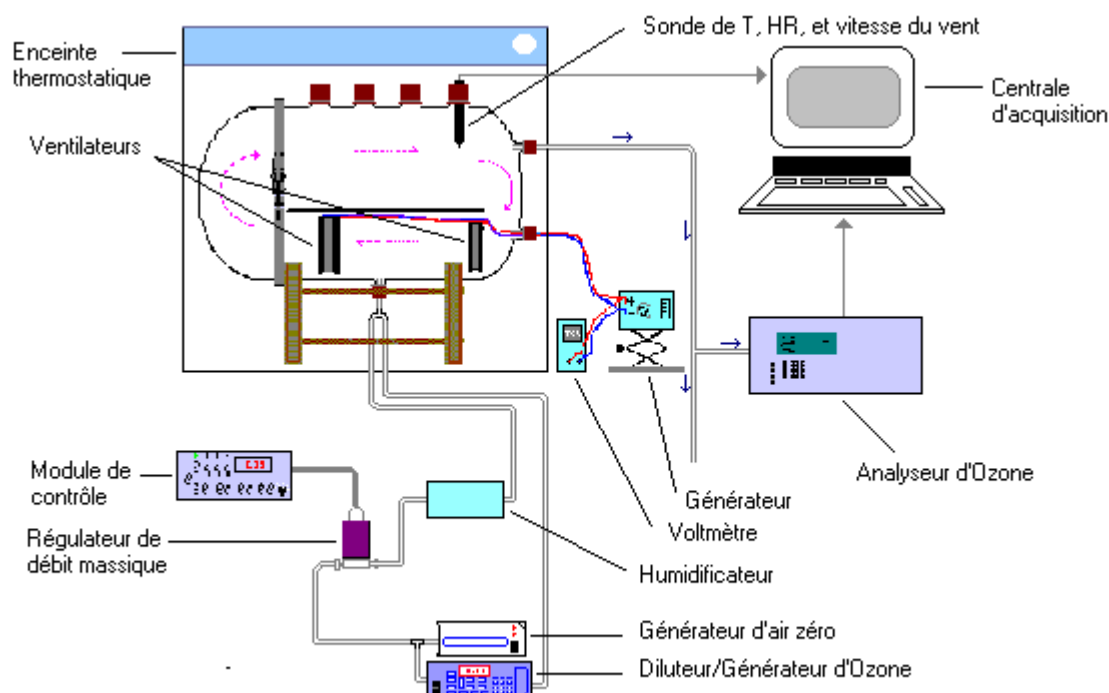 Sonde de T, HR, et vitesse du vent
Enceinte
thermostatique
Centrale
d'acquisition
Ventilateurs
Analyseur d'Ozone
Module de
contrôle
Générateur
Voltmètre
Régulateur de
débit massique
Humidificateur
Générateur d'air zéro
Diluteur/Générateur d'Ozone